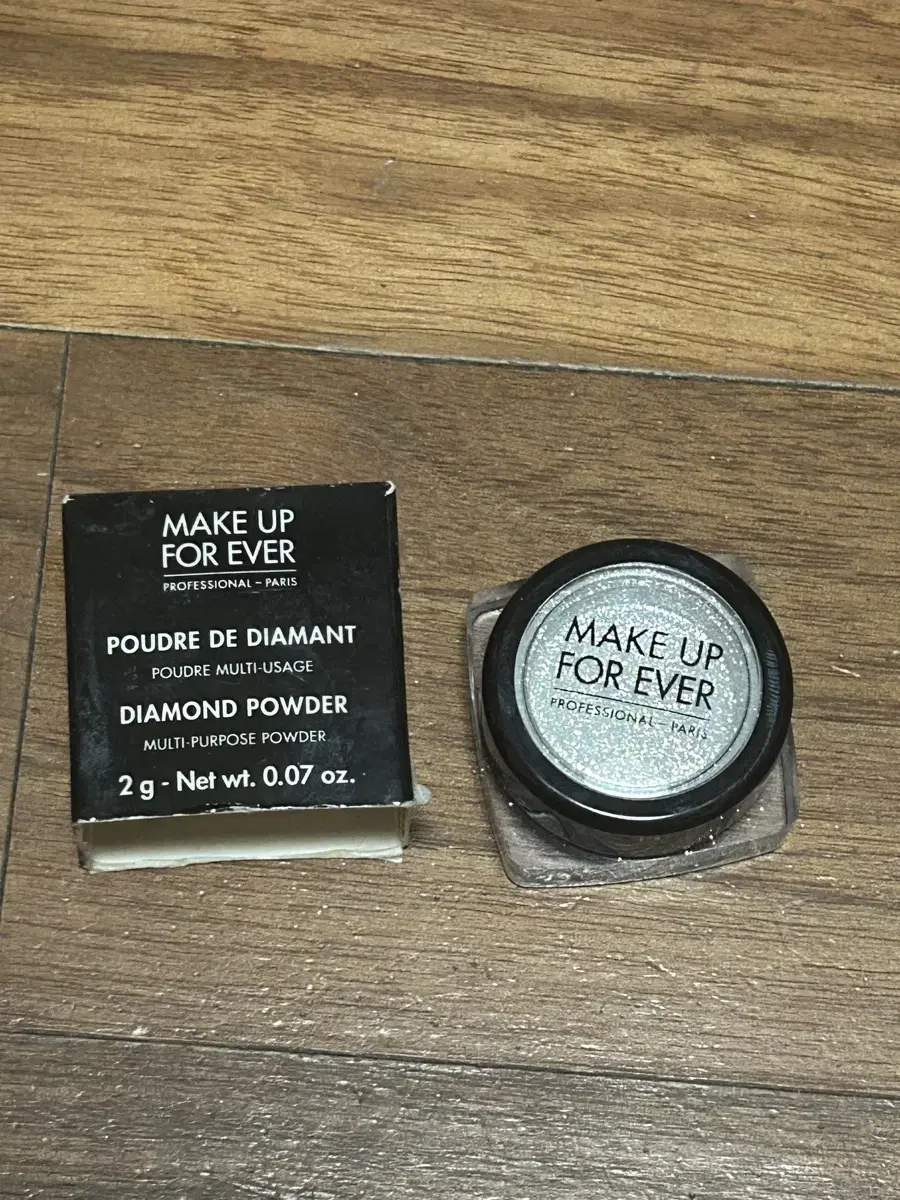 MAKE UP
FOR EVER
PROFESSIONAL – PARIS
POUDRE DE DIAMANT
POUDRE MULTI-USAGE
DIAMOND POWDER
MULTI-PURPOSE POWDER
2 g - Net wt. 0.07 oz.
MAKE UP
FOR EVER
PROFESSIONAL – PARIS